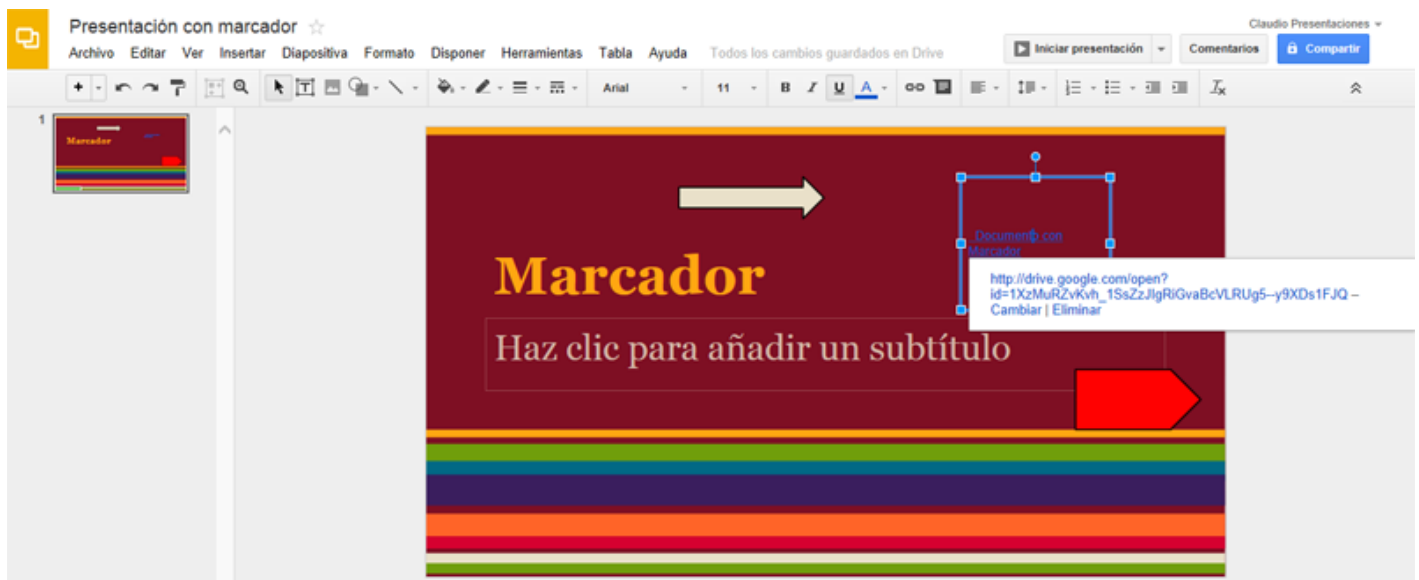 Presentación con marcador
Claudio Presentaciones
Archivo Editar Ver Insertar Diapositiva Formato Disponer Herramientas Tabla Ayuda Todos los cambios guardados en Drive
Iniciar presentación Comentarios Compartir
Arial 11 B I U A
1
Marcador
Documento con
Marcador
Marcador
http://drive.google.com/open?
id=1XzMuRZvKvh_1SsZzJlgRiGvaBcVLRUg5--y9XDs1FJQ –
Cambiar | Eliminar
Haz clic para añadir un subtítulo